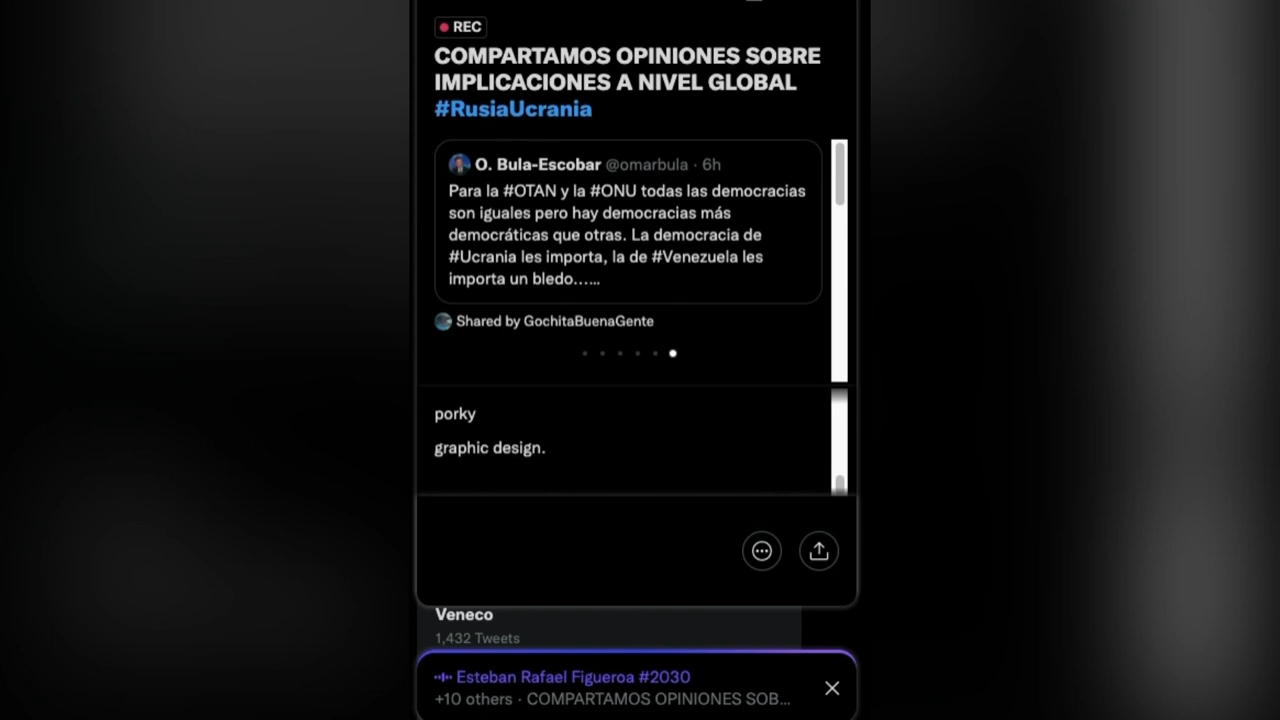 REC
COMPARTAMOS OPINIONES SOBRE
IMPLICACIONES A NIVEL GLOBAL
#RusiaUcrania
O. Bula-Escobar @omarbula · 6h
Para la #OTAN y la #ONU todas las democracias
son iguales pero hay democracias más
democráticas que otras. La democracia de
#Ucrania les importa, la de #Venezuela les
importa un bledo……
Shared by GochitaBuenaGente
porky
graphic design.
Veneco
1,432 Tweets
Esteban Rafael Figueroa #2030
+10 others · COMPARTAMOS OPINIONES SOB...